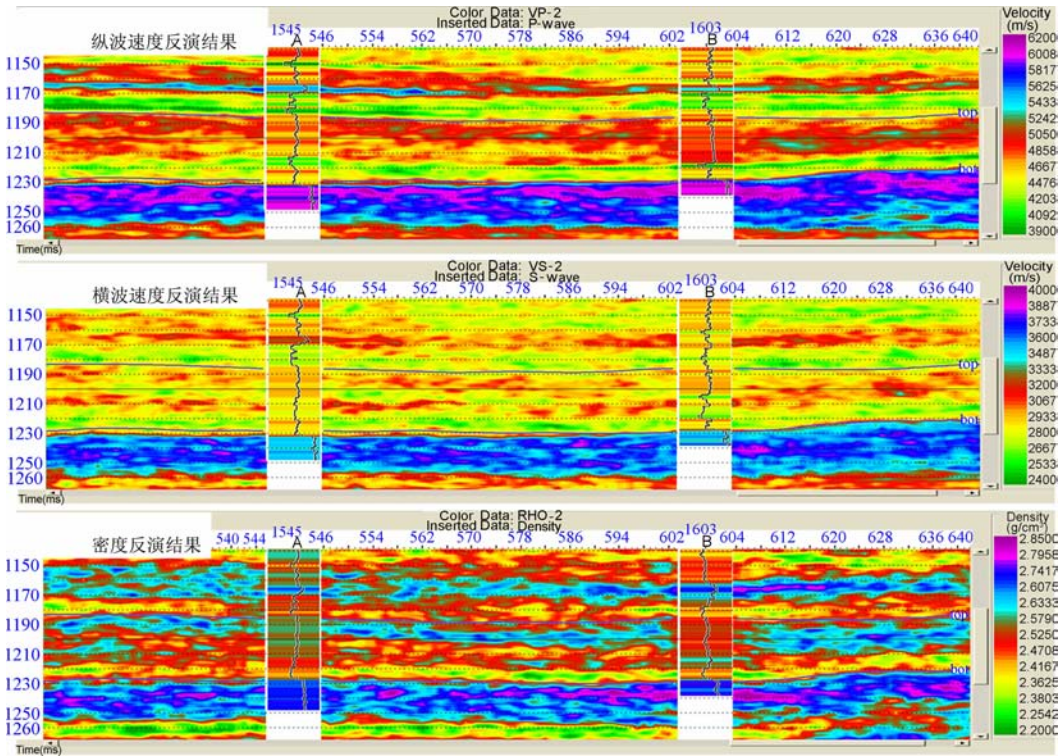 纵波速度反演结果
Color Data: VP-2
Inserted Data: P-wave
1545 A 546 554 562 570 578 586 594 602 1603 B 604 612 620 628 636 640
1150
1170
1190
1210
1230
1250
1260
top
bot
Time(ms)
Velocity
(m/s)
横波速度反演结果
Color Data: VS-2
Inserted Data: S-wave
1545 A 546 554 562 570 578 586 594 602 1603 B 604 612 620 628 636 640
1150
1170
1190
1210
1230
1250
1260
top
bot
Time(ms)
Velocity
(m/s)
密度反演结果
Color Data: RHO-2
Inserted Data: Density
540 544 1545 A 546 554 562 570 578 586 594 602 1603 B 604 612 620 628 636 640
1150
1170
1190
1210
1230
1250
1260
top
bot
Time(ms)
Density
(g/cm³)
2.8500
2.7958
2.7417
2.6875
2.6333
2.5790
2.5250
2.4708
2.4167
2.3625
2.3803
2.2542
2.2000